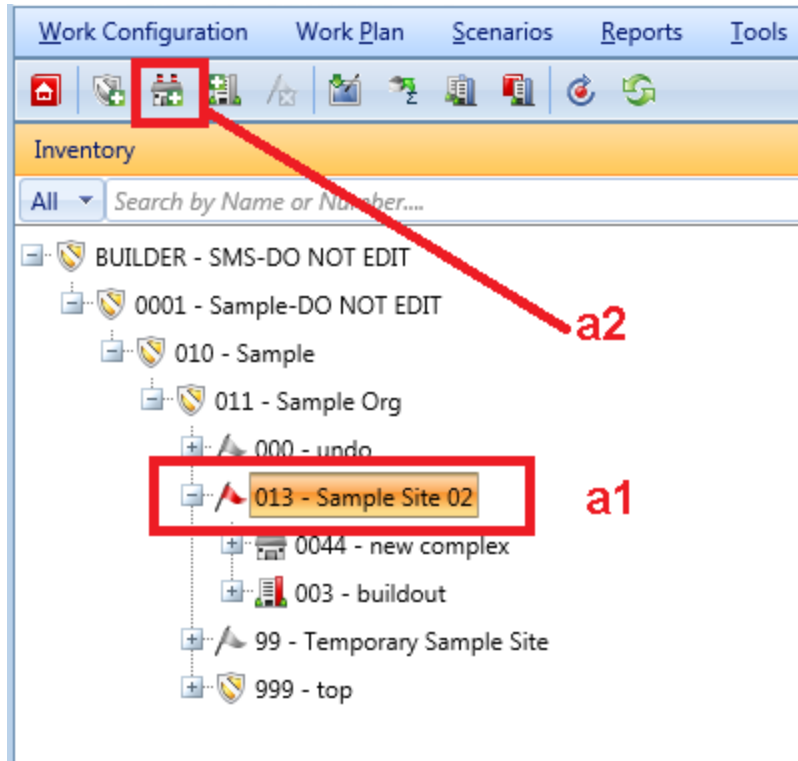 Work Configuration Work Plan Scenarios Reports Tools
Inventory
All Search by Name or Number....
BUILDER - SMS-DO NOT EDIT
0001 - Sample-DO NOT EDIT
a2
010 - Sample
011 - Sample Org
000 - undo
013 - Sample Site 02 a1
0044 - new complex
003 - buildout
99 - Temporary Sample Site
999 - top